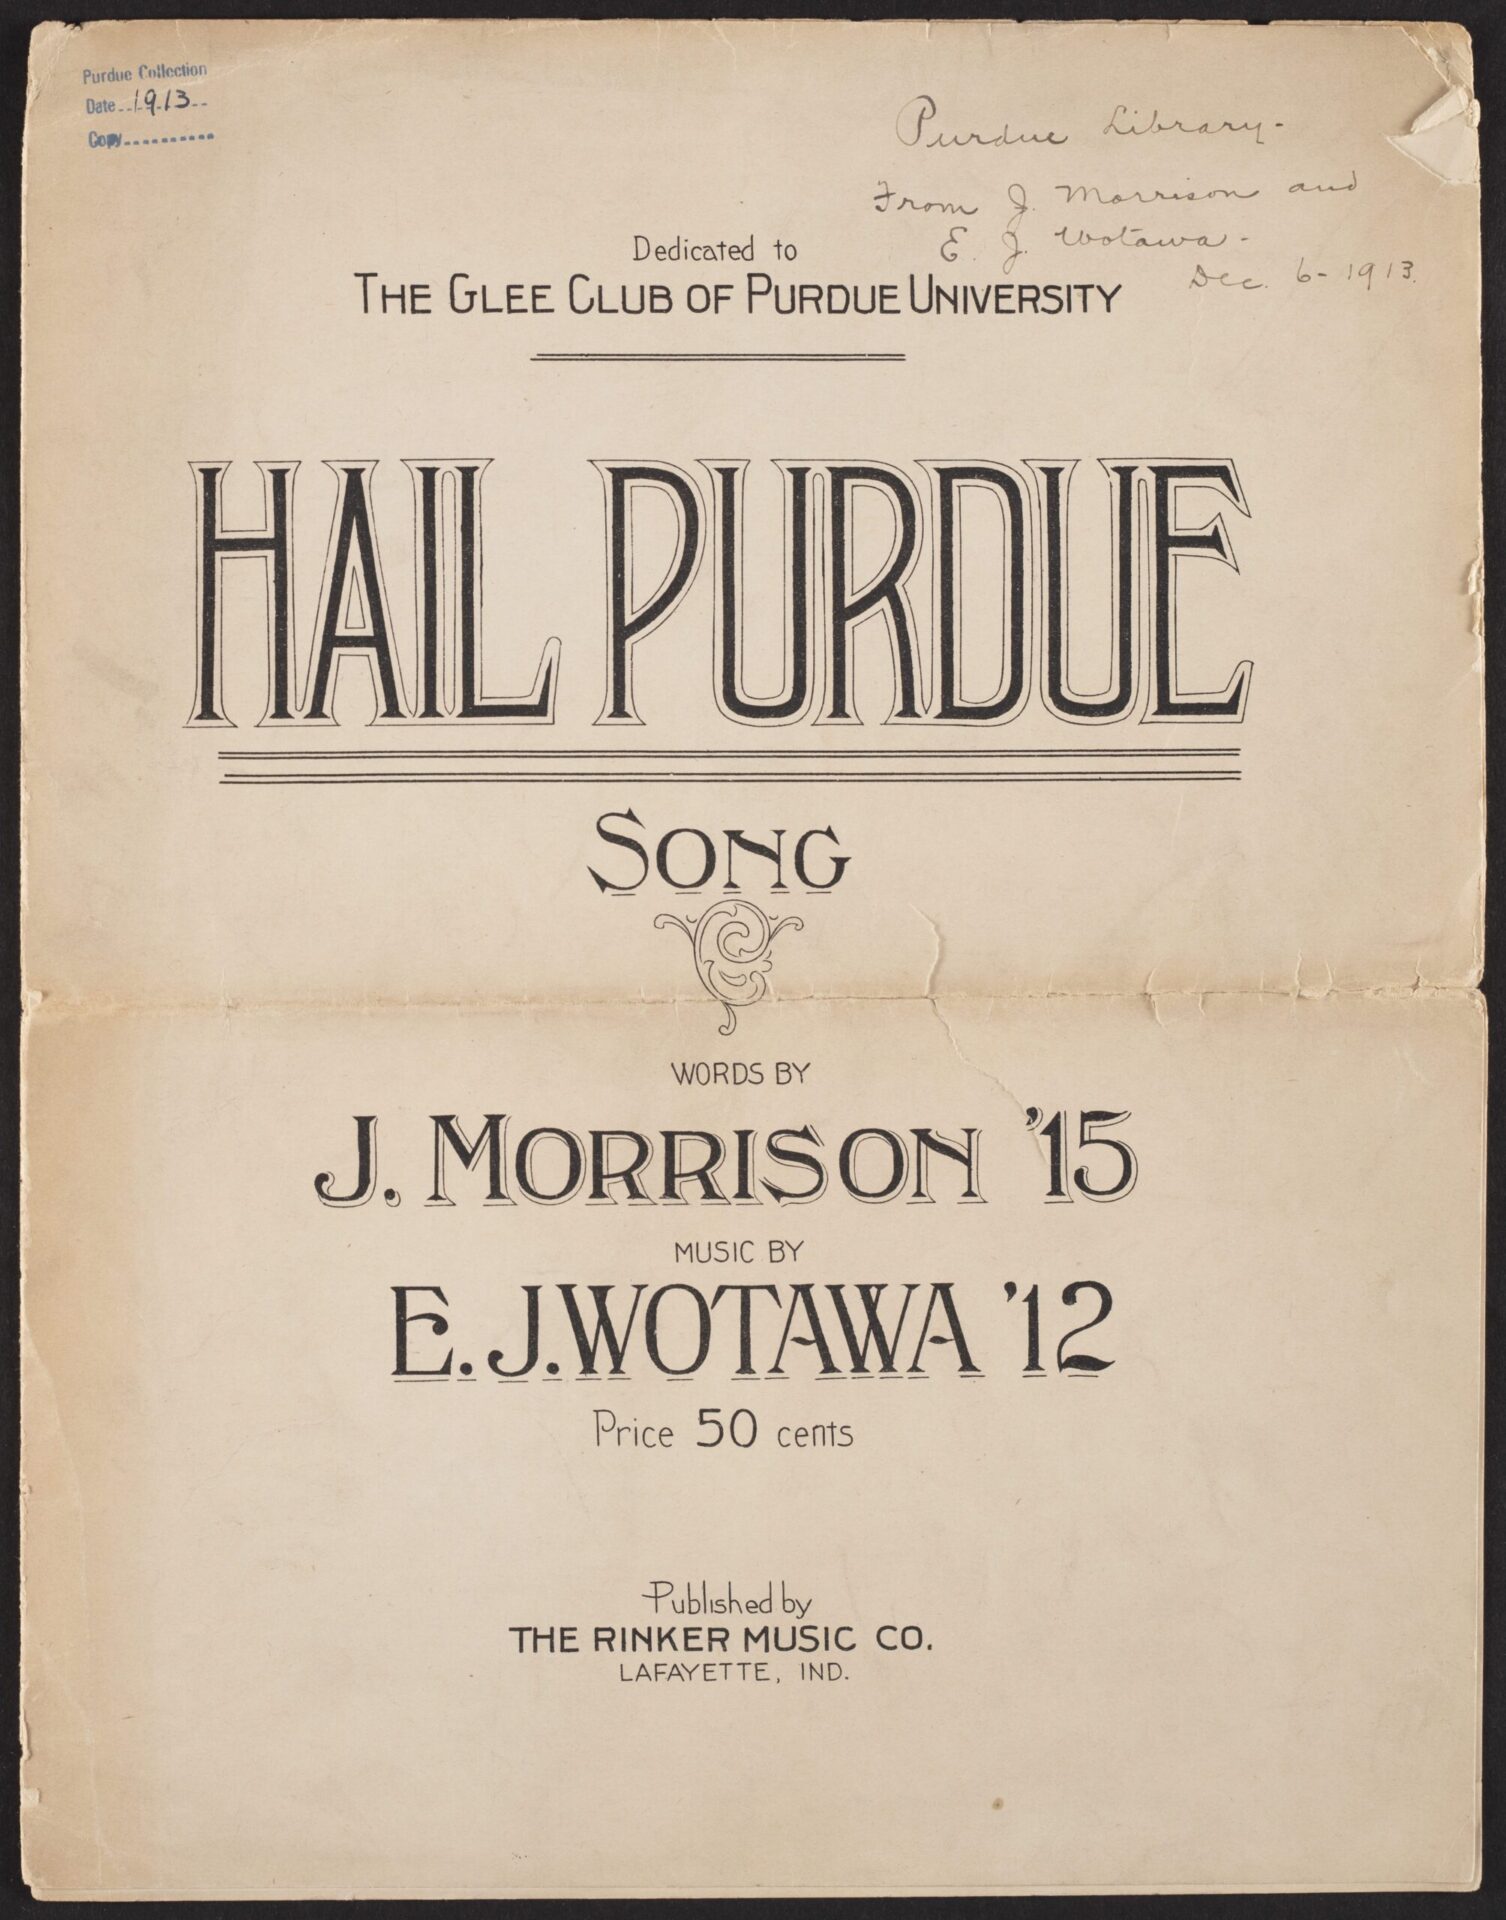 Purdue Collection
Date 1913
Copy
Purdue Library-
From J. Morrison and
E. J. Wotawa-
Dec. 6-1913.
Dedicated to
THE GLEE CLUB OF PURDUE UNIVERSITY
HAIL PURDUE
SONG
WORDS BY
J. MORRISON '15
MUSIC BY
E. J. WOTAWA '12
Price 50 cents
Published by
THE RINKER MUSIC CO.
LAFAYETTE, IND.